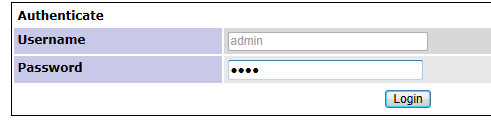 Authenticate
Username admin
Password ••••
Login